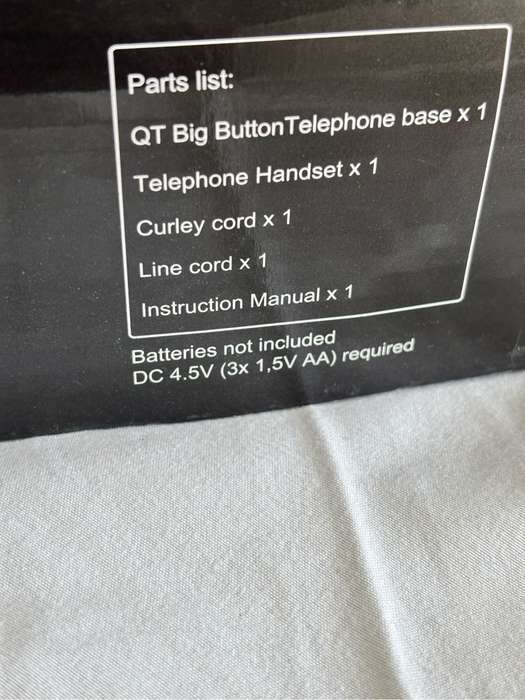 Parts list:
QT Big ButtonTelephone base x 1
Telephone Handset x 1
Curley cord x 1
Line cord x 1
Instruction Manual x 1
Batteries not included
DC 4.5V (3x 1,5V AA) required